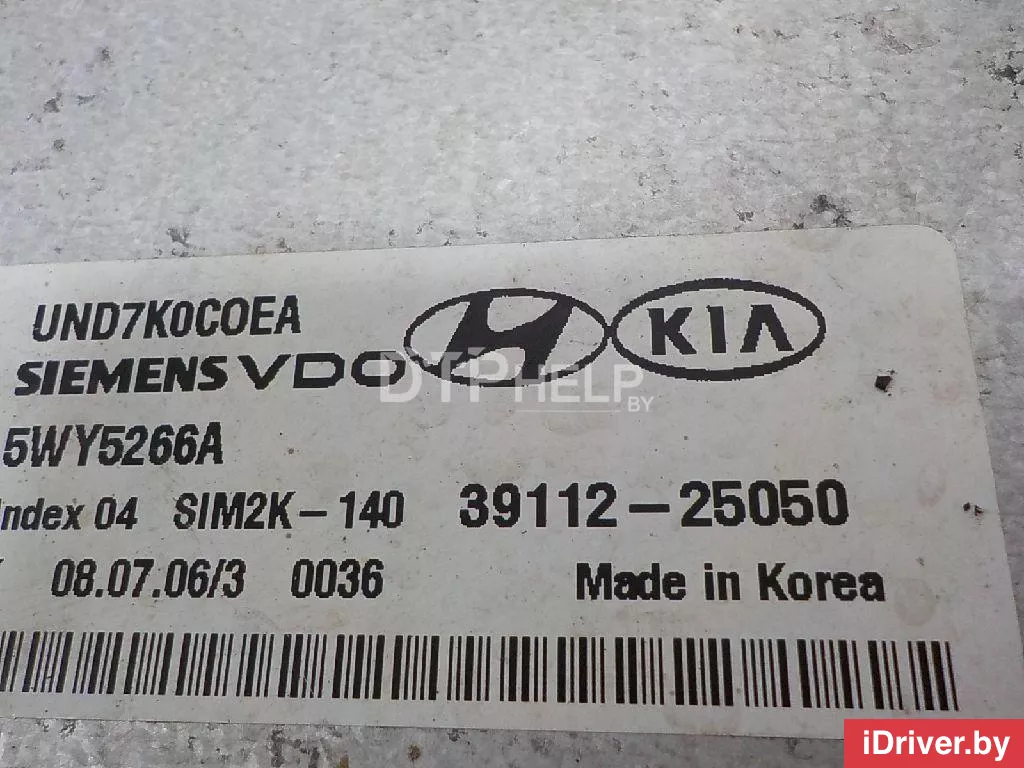 UND7K0C0EA
SIEMENS VDO
KIA
DTP HELP BY
5WY5266A
Index 04 SIM2K-140 39112-25050
08.07.06/3 0036 Made in Korea
iDriver.by